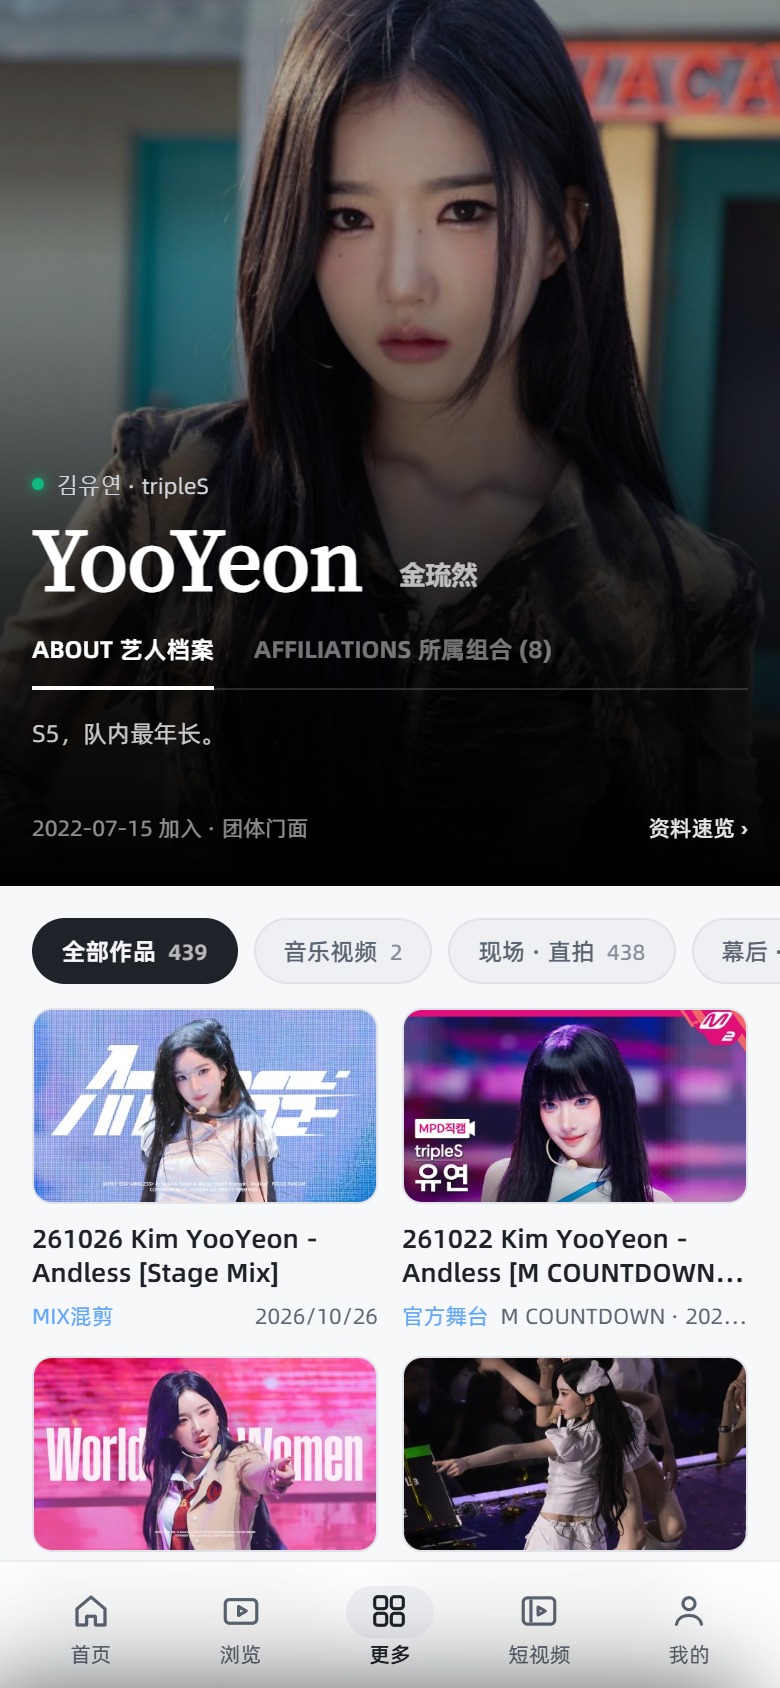 VACA
김유연 · tripleS
YooYeon 金琉然
ABOUT 艺人档案 AFFILIATIONS 所属组合 (8)
S5，队内最年长。
2022-07-15 加入 · 团体门面 资料速览 ›
全部作品 439 音乐视频 2 现场 · 直拍 438 幕后 ·
M2
MPD직캠
tripleS
유연
261026 Kim YooYeon -
Andless [Stage Mix]
MIX混剪 2026/10/26
261022 Kim YooYeon -
Andless [M COUNTDOWN...
官方舞台 M COUNTDOWN · 202...
World Women
首页 浏览 更多 短视频 我的